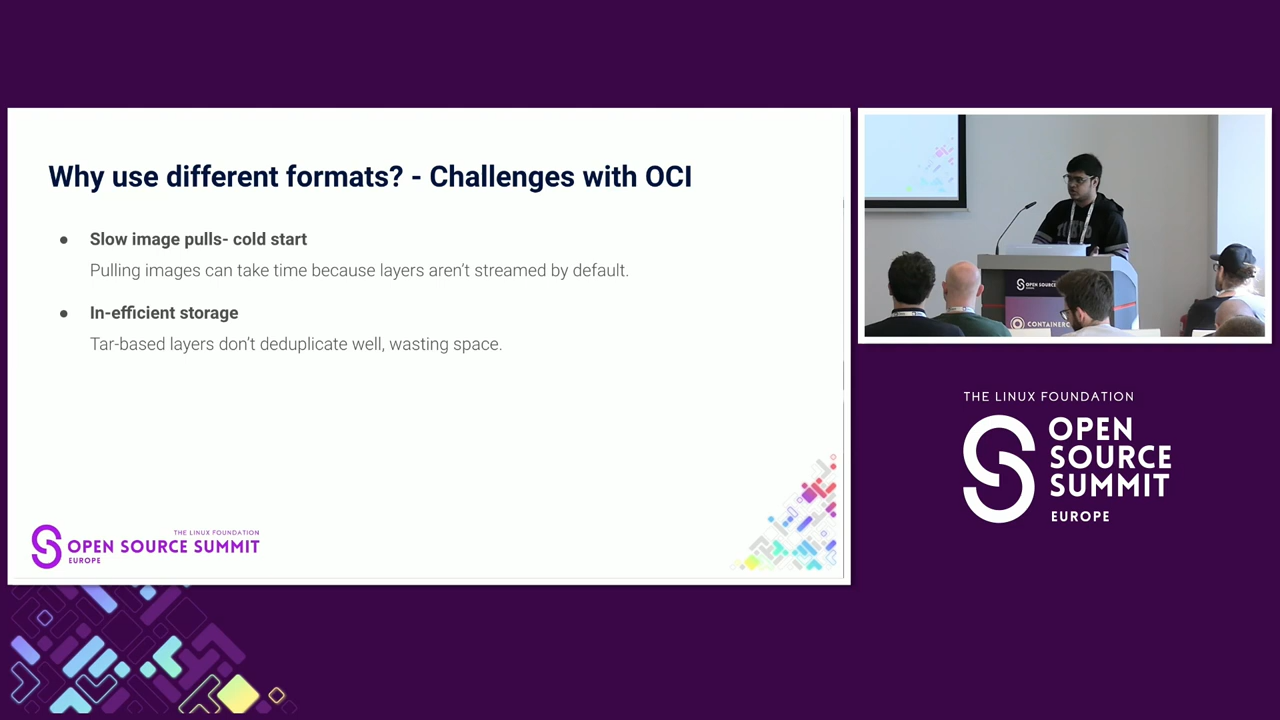 Why use different formats? - Challenges with OCI
● Slow image pulls- cold start
Pulling images can take time because layers aren't streamed by default.
● In-efficient storage
Tar-based layers don't deduplicate well, wasting space.
THE LINUX FOUNDATION
OPEN SOURCE SUMMIT
EUROPE
OPEN SOURCE
CONTAINERC
THE LINUX FOUNDATION
OPEN
SOURCE
SUMMIT
EUROPE